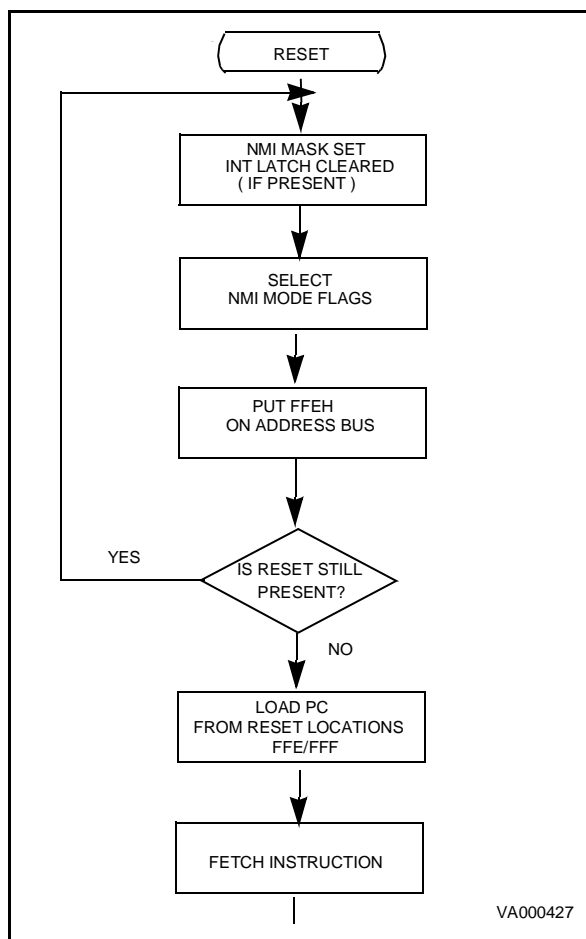 RESET
NMI MASK SET
INT LATCH CLEARED
( IF PRESENT )
SELECT
NMI MODE FLAGS
PUT FFEH
ON ADDRESS BUS
YES
IS RESET STILL
PRESENT?
NO
LOAD PC
FROM RESET LOCATIONS
FFE/FFF
FETCH INSTRUCTION
VA000427